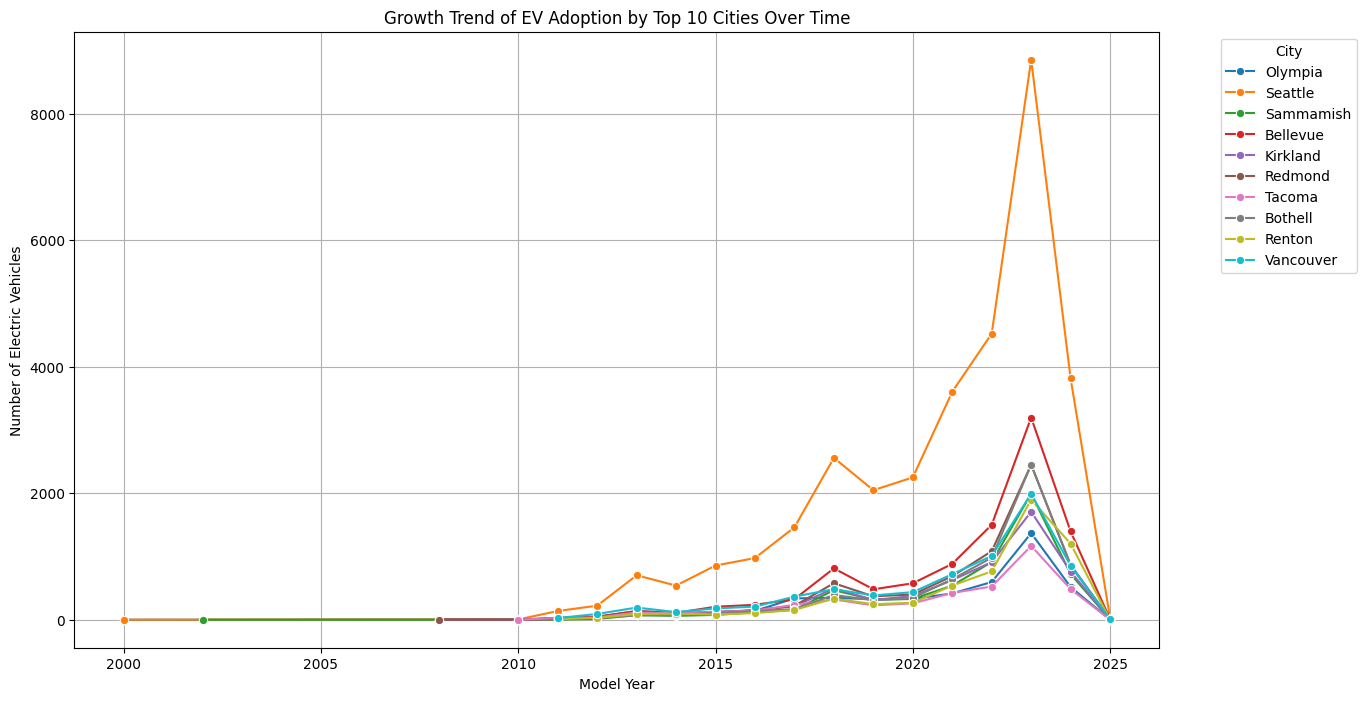 Growth Trend of EV Adoption by Top 10 Cities Over Time
Number of Electric Vehicles
8000
6000
4000
2000
0
2000
2005
2010
2015
2020
2025
Model Year
City
Olympia
Seattle
Sammamish
Bellevue
Kirkland
Redmond
Tacoma
Bothell
Renton
Vancouver